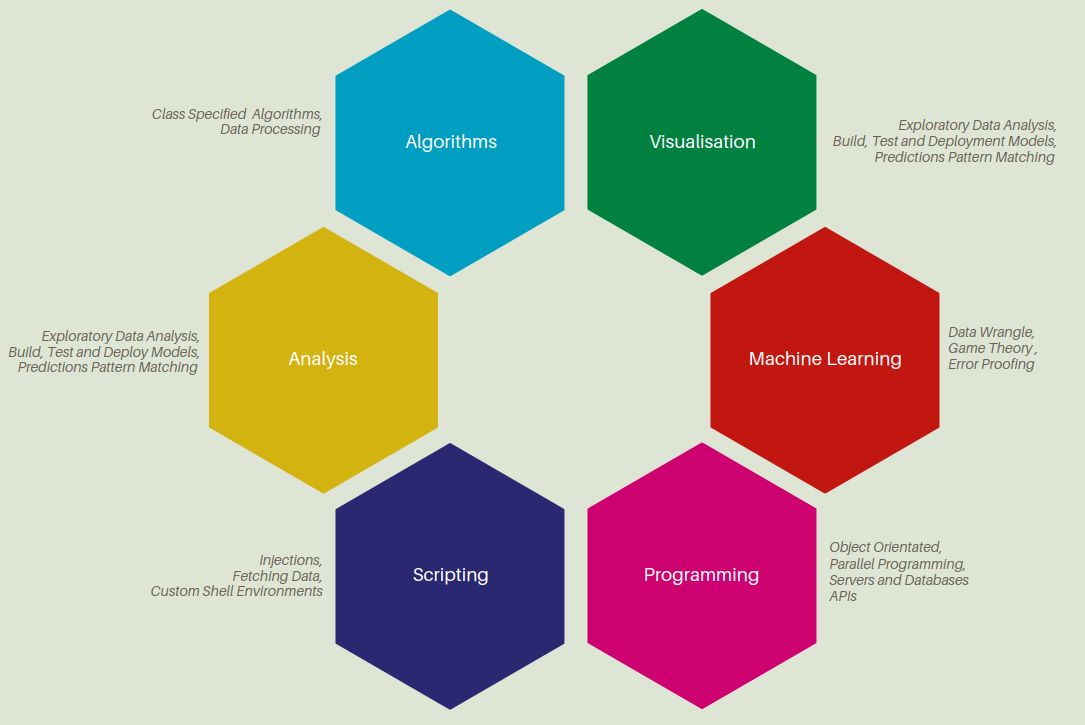 Class Specified  Algorithms,
Data Processing
Algorithms
Visualisation
Exploratory Data Analysis,
Build, Test and Deployment Models,
Predictions Pattern Matching
Exploratory Data Analysis,
Build, Test and Deploy Models,
Predictions Pattern Matching
Analysis
Machine Learning
Data Wrangle,
Game Theory ,
Error Proofing
Injections,
Fetching Data,
Custom Shell Environments
Scripting
Programming
Object Orientated,
Parallel Programming,
Servers and Databases
APIs